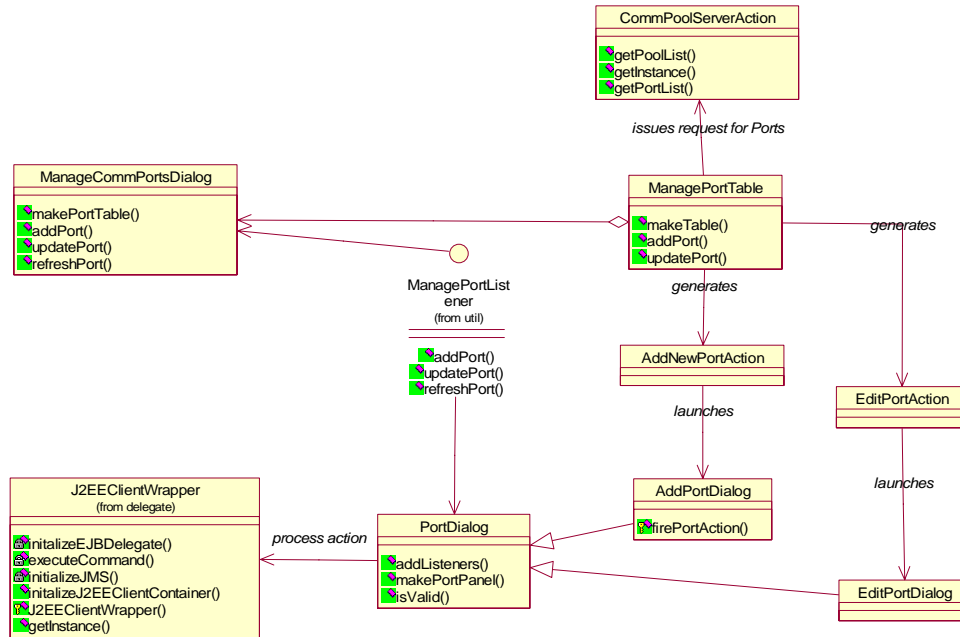 CommPoolServerAction
getPoolList()
getInstance()
getPortList()
issues request for Ports
ManageCommPortsDialog
makePortTable()
addPort()
updatePort()
refreshPort()
ManagePortTable
makeTable()
addPort()
updatePort()
generates
generates
ManagePortList
ener
(from util)
addPort()
updatePort()
refreshPort()
AddNewPortAction
EditPortAction
launches
launches
J2EEClientWrapper
(from delegate)
initalizeEJBDelegate()
executeCommand()
initializeJMS()
initalizeJ2EEClientContainer()
J2EEClientWrapper()
getInstance()
process action
PortDialog
addListeners()
makePortPanel()
isValid()
AddPortDialog
firePortAction()
EditPortDialog